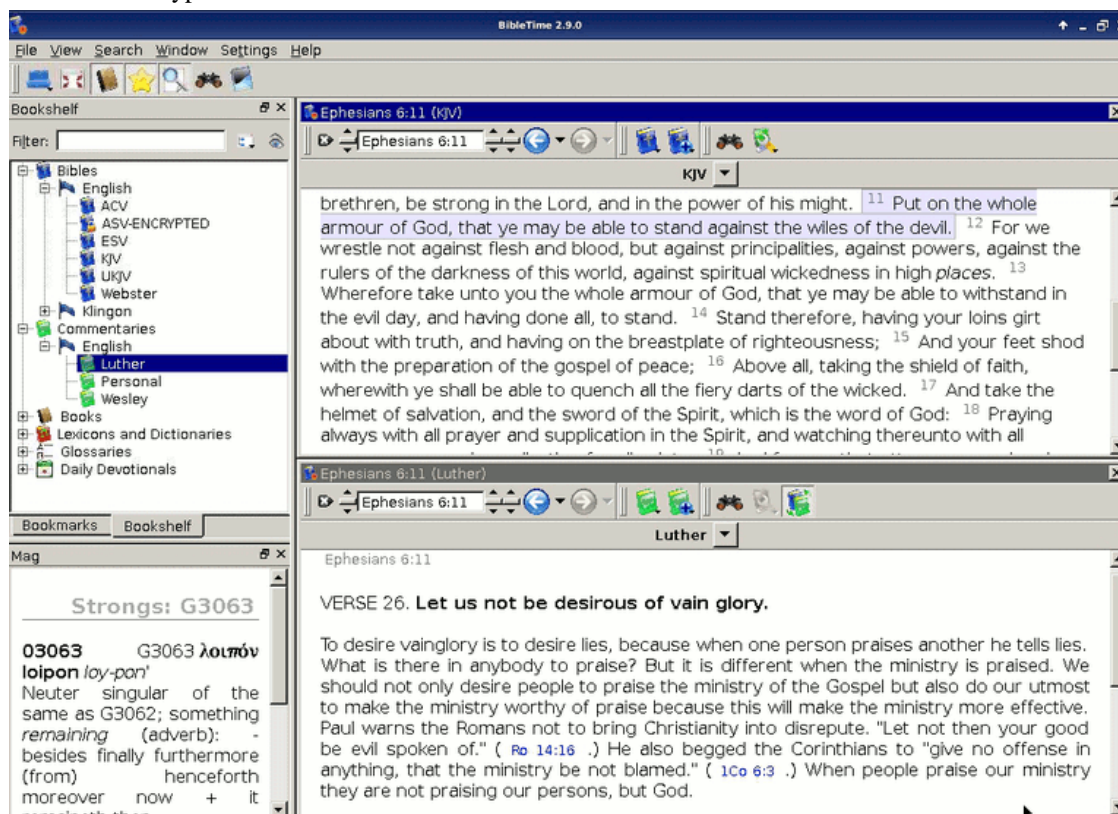 BibleTime 2.9.0
File View Search Window Settings Help
Bookshelf
Filter:
Bibles
English
ACV
ASV-ENCRYPTED
ESV
KJV
UKJV
Webster
Klingon
Commentaries
English
Luther
Personal
Wesley
Books
Lexicons and Dictionaries
Glossaries
Daily Devotionals
Bookmarks Bookshelf
Mag
Strongs: G3063
03063 G3063 λοιπόν
loipon loy-pon'
Neuter singular of the
same as G3062; something
remaining (adverb): -
besides finally furthermore
(from) henceforth
moreover now + it
Ephesians 6:11 (KJV)
Ephesians 6:11
KJV
brethren, be strong in the Lord, and in the power of his might. 11 Put on the whole
armour of God, that ye may be able to stand against the wiles of the devil. 12 For we
wrestle not against flesh and blood, but against principalities, against powers, against the
rulers of the darkness of this world, against spiritual wickedness in high places. 13
Wherefore take unto you the whole armour of God, that ye may be able to withstand in
the evil day, and having done all, to stand. 14 Stand therefore, having your loins girt
about with truth, and having on the breastplate of righteousness; 15 And your feet shod
with the preparation of the gospel of peace; 16 Above all, taking the shield of faith,
wherewith ye shall be able to quench all the fiery darts of the wicked. 17 And take the
helmet of salvation, and the sword of the Spirit, which is the word of God: 18 Praying
always with all prayer and supplication in the Spirit, and watching thereunto with all
Ephesians 6:11 (Luther)
Ephesians 6:11
Luther
Ephesians 6:11
VERSE 26. Let us not be desirous of vain glory.
To desire vainglory is to desire lies, because when one person praises another he tells lies.
What is there in anybody to praise? But it is different when the ministry is praised. We
should not only desire people to praise the ministry of the Gospel but also do our utmost
to make the ministry worthy of praise because this will make the ministry more effective.
Paul warns the Romans not to bring Christianity into disrepute. "Let not then your good
be evil spoken of." ( Ro 14:16 .) He also begged the Corinthians to "give no offense in
anything, that the ministry be not blamed." ( 1Co 6:3 .) When people praise our ministry
they are not praising our persons, but God.